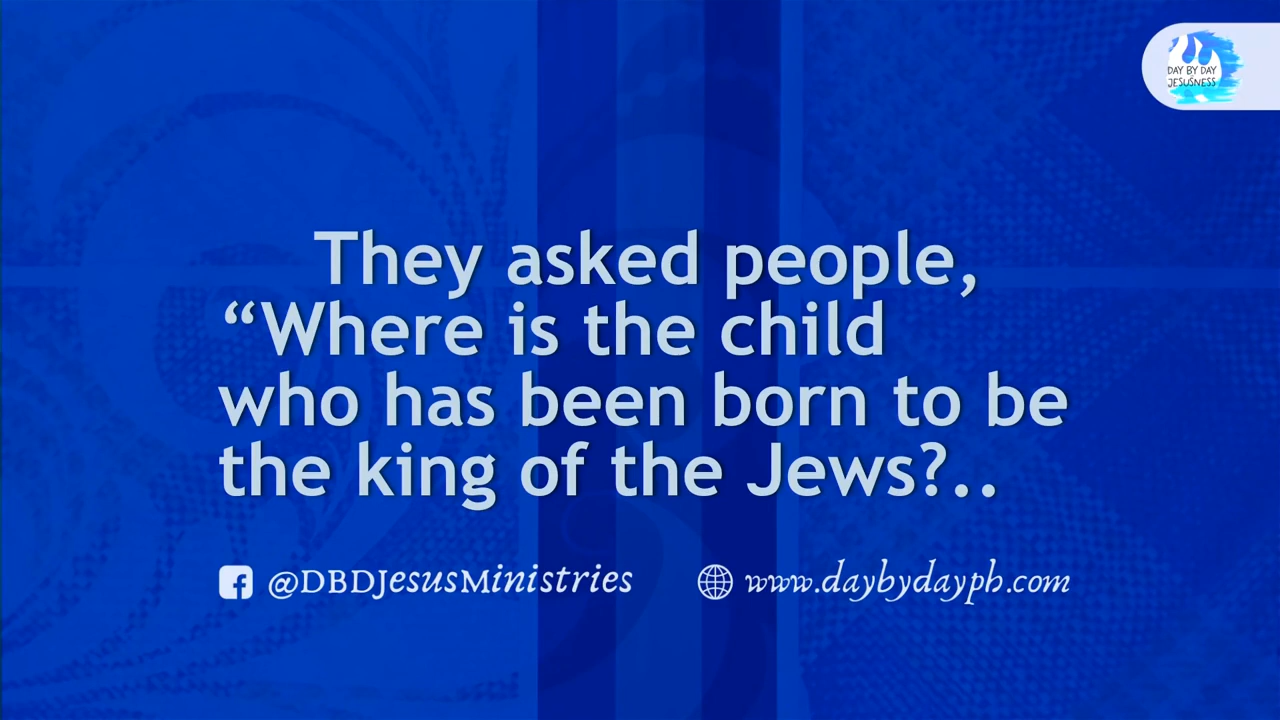 DAY BY DAY
JESUSNESS
They asked people,
“Where is the child
who has been born to be
the king of the Jews?..
@DBDJesusMinistries
www.daybydayph.com